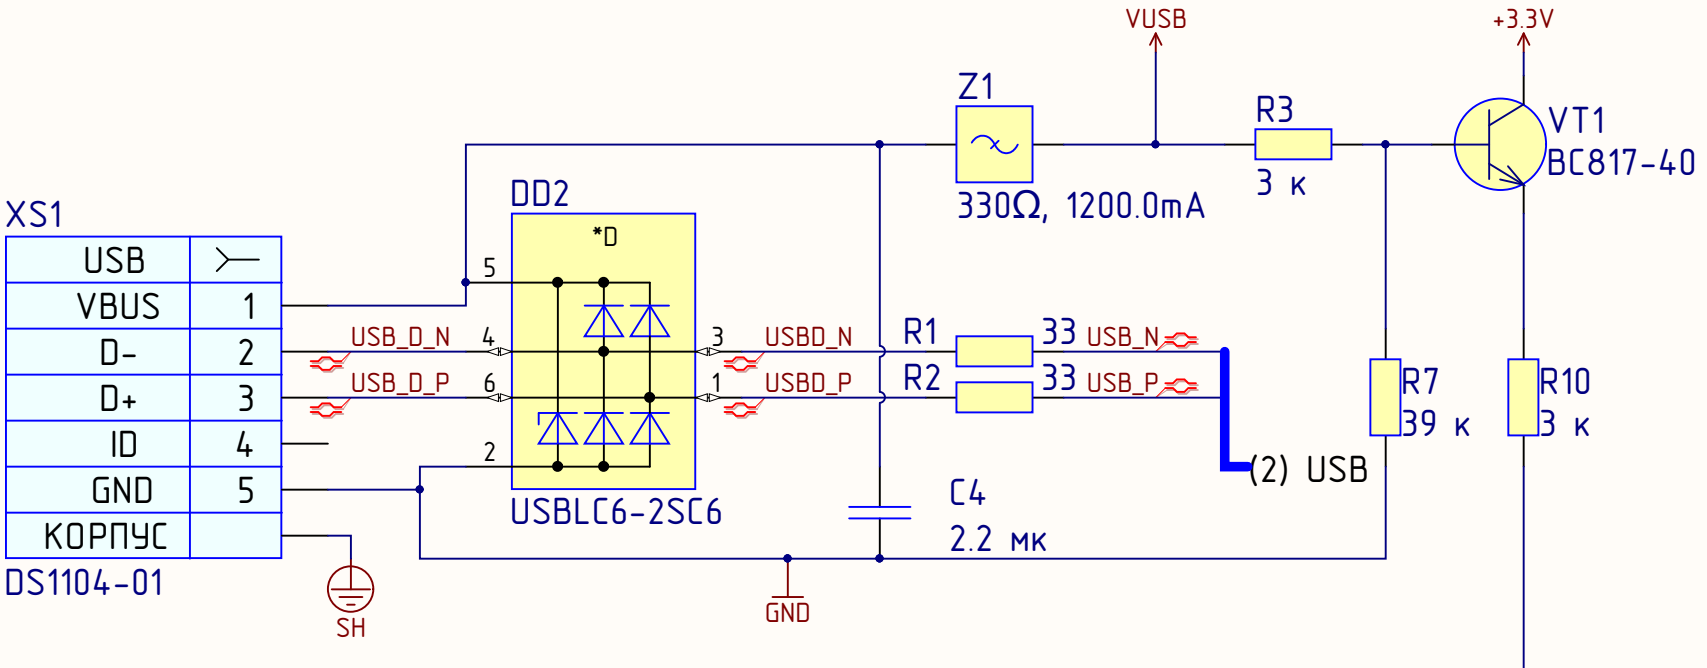 VUSB
+3.3V
Z1
330Ω, 1200.0mA
R3
3 к
VT1
BC817-40
XS1
USB
VBUS 1
D- 2
D+ 3
ID 4
GND 5
КОРПУС
DS1104-01
SH
DD2
*D
5
4
6
2
3
1
USBLC6-2SC6
USB_D_N
USB_D_P
USBD_N
USBD_P
R1 33
R2 33
USB_N
USB_P
(2) USB
C4
2.2 мк
GND
R7
39 к
R10
3 к